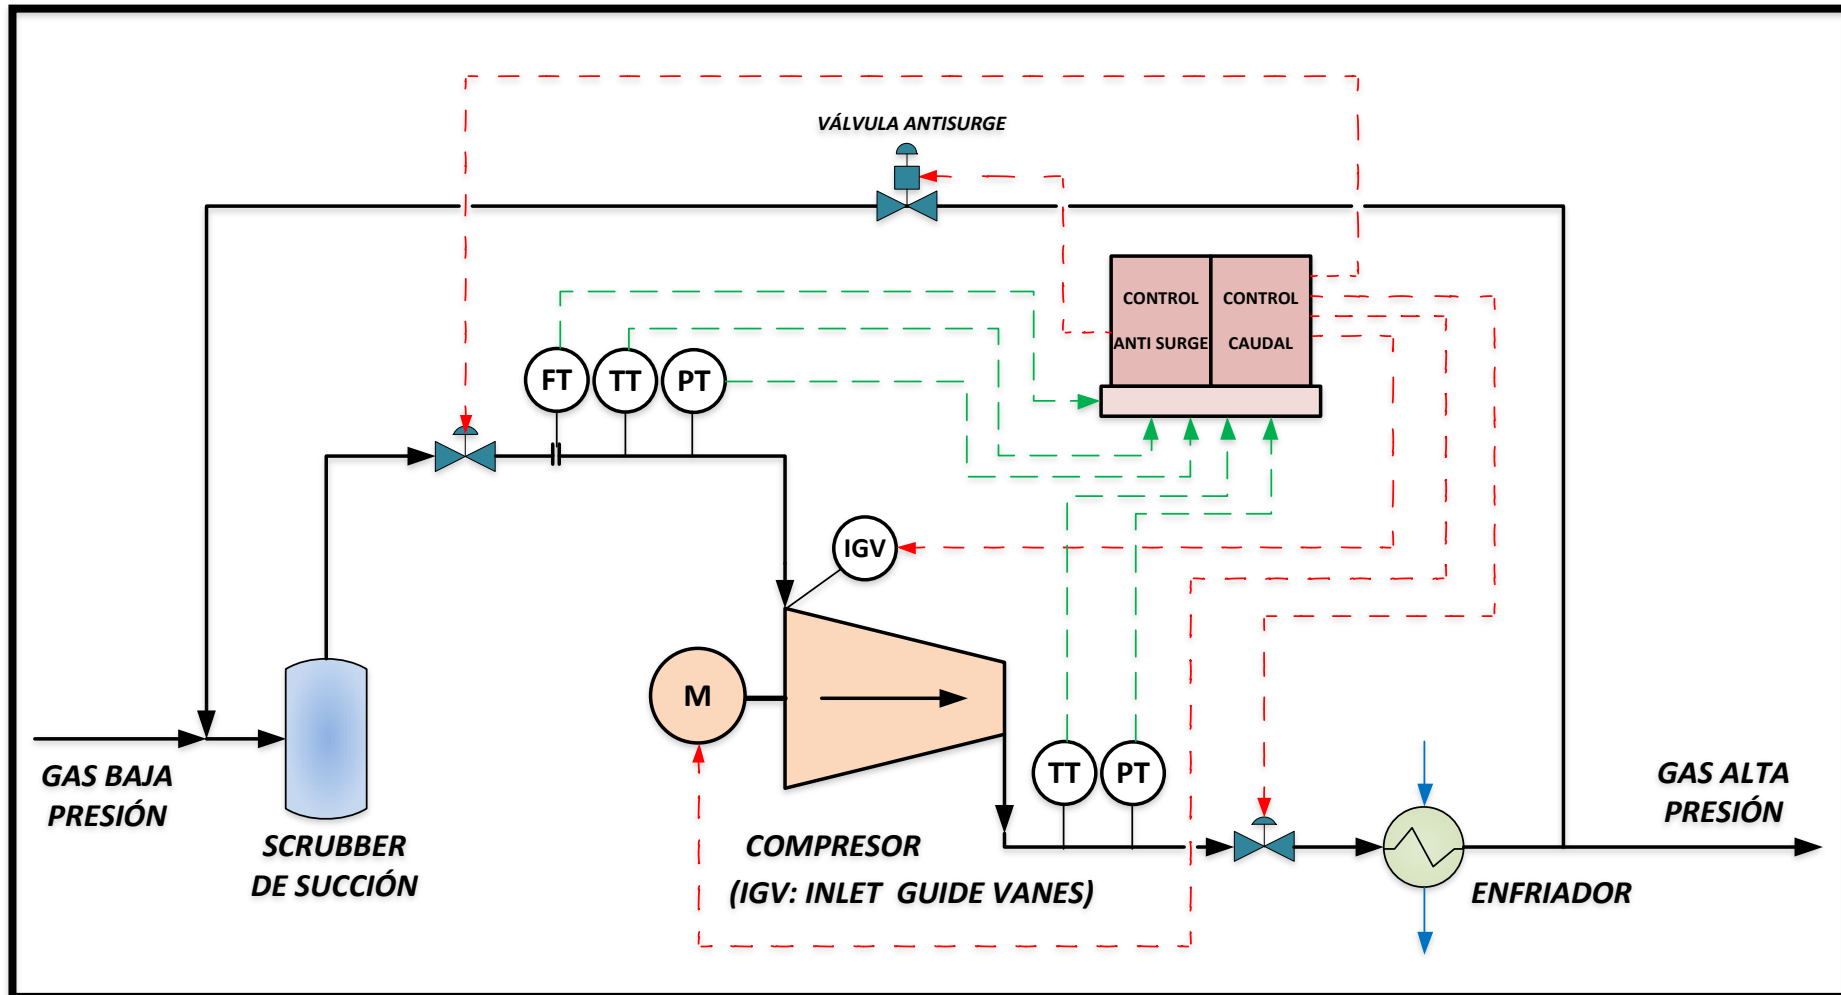 VÁLVULA ANTISURGE
CONTROL
ANTI SURGE
CONTROL
CAUDAL
FT
TT
PT
IGV
M
TT
PT
GAS BAJA
PRESIÓN
SCRUBBER
DE SUCCIÓN
COMPRESOR
(IGV: INLET GUIDE VANES)
ENFRIADOR
GAS ALTA
PRESIÓN